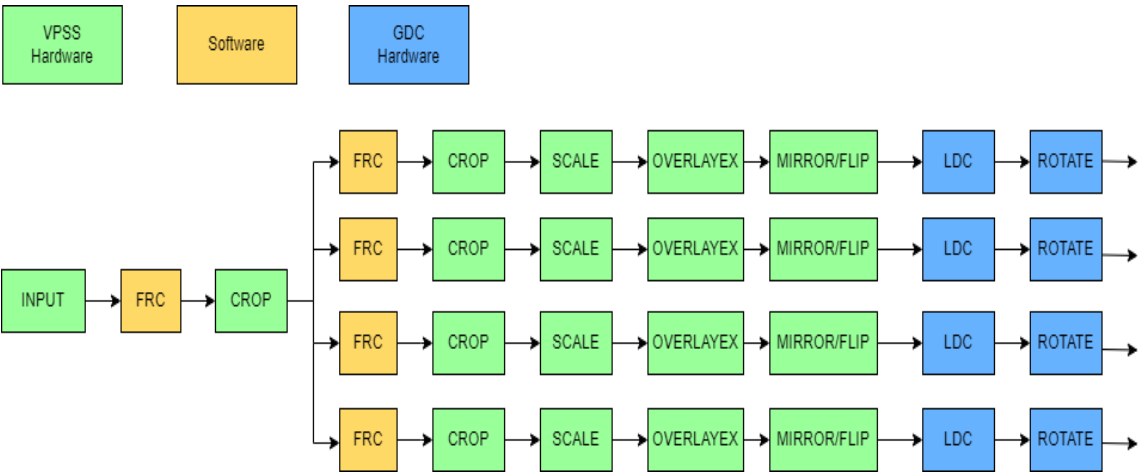 VPSS
Hardware
Software
GDC
Hardware
FRC CROP SCALE OVERLAYEX MIRROR/FLIP LDC ROTATE
FRC CROP SCALE OVERLAYEX MIRROR/FLIP LDC ROTATE
INPUT FRC CROP
FRC CROP SCALE OVERLAYEX MIRROR/FLIP LDC ROTATE
FRC CROP SCALE OVERLAYEX MIRROR/FLIP LDC ROTATE